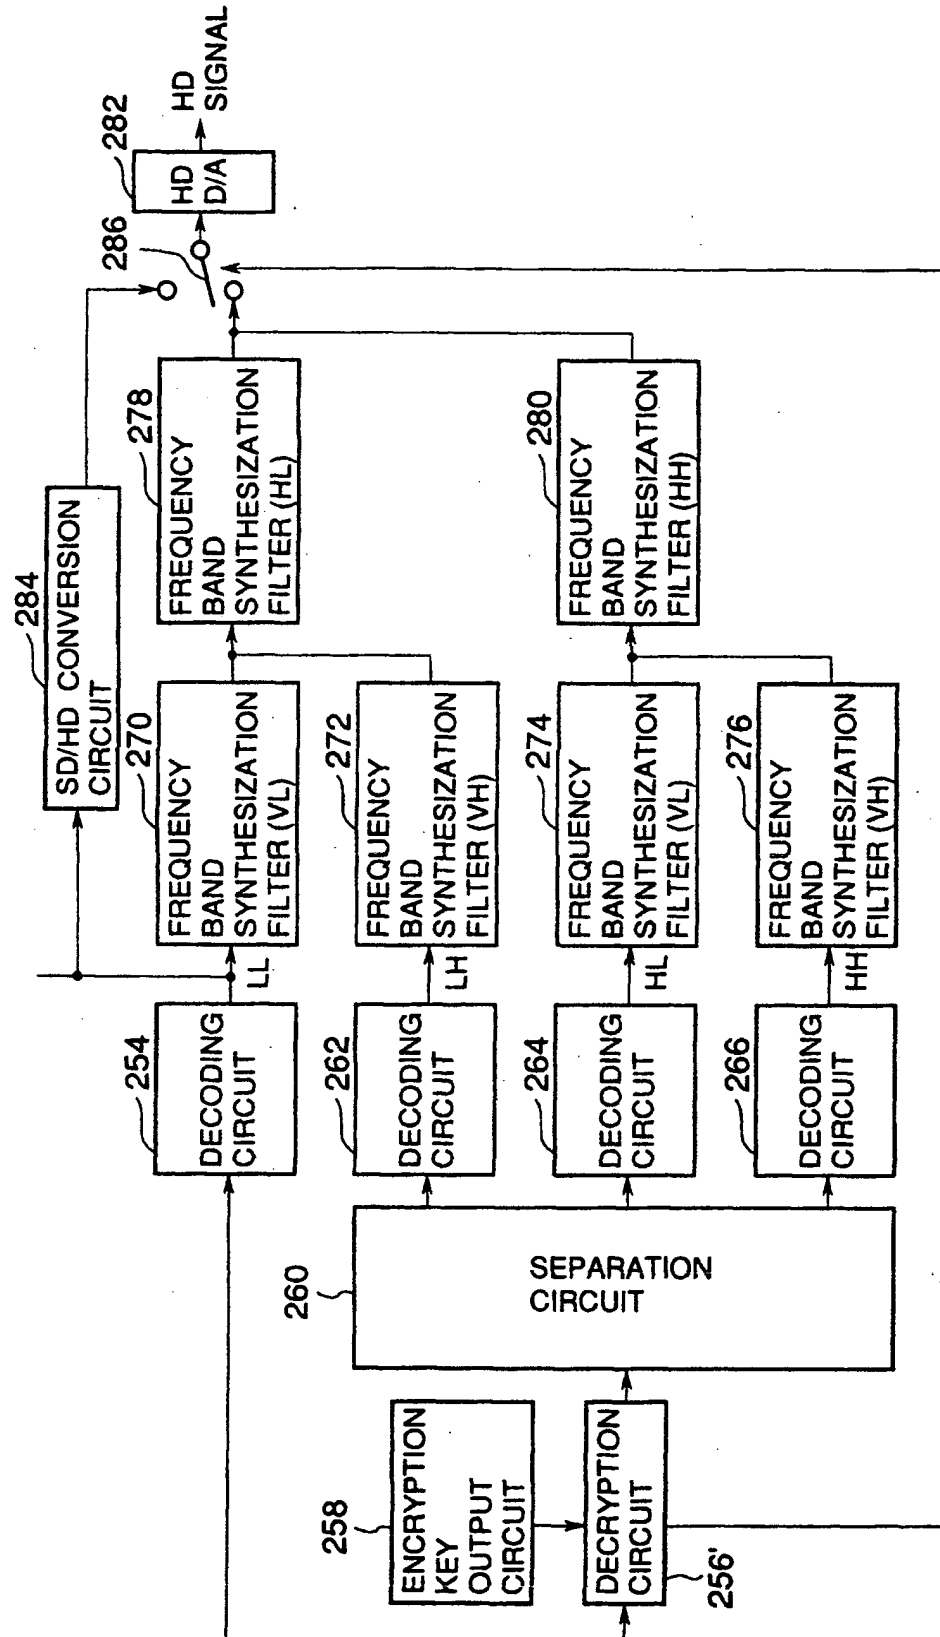 258
ENCRYPTION
KEY
OUTPUT
CIRCUIT
DECRYPTION
CIRCUIT
256'
260
SEPARATION
CIRCUIT
254
DECODING
CIRCUIT
262
DECODING
CIRCUIT
264
DECODING
CIRCUIT
266
DECODING
CIRCUIT
LL
LH
HL
HH
284
SD/HD CONVERSION
CIRCUIT
270
FREQUENCY
BAND
SYNTHESIZATION
FILTER (VL)
272
FREQUENCY
BAND
SYNTHESIZATION
FILTER (VH)
274
FREQUENCY
BAND
SYNTHESIZATION
FILTER (VL)
276
FREQUENCY
BAND
SYNTHESIZATION
FILTER (VH)
278
FREQUENCY
BAND
SYNTHESIZATION
FILTER (HL)
280
FREQUENCY
BAND
SYNTHESIZATION
FILTER (HH)
286
282
HD
D/A
HD
SIGNAL